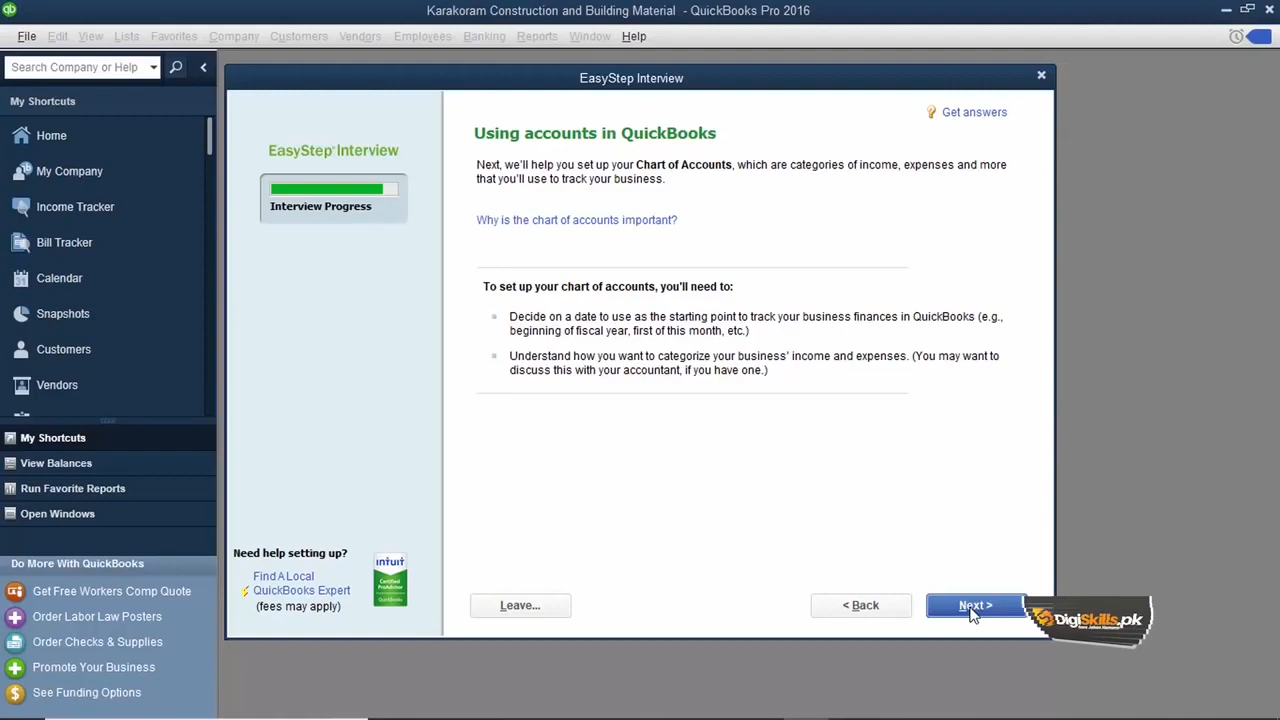 Karakoram Construction and Building Material - QuickBooks Pro 2016
File Edit View Lists Favorites Company Customers Vendors Employees Banking Reports Window Help
Search Company or Help
My Shortcuts
Home
My Company
Income Tracker
Bill Tracker
Calendar
Snapshots
Customers
Vendors
My Shortcuts
View Balances
Run Favorite Reports
Open Windows
Do More With QuickBooks
Get Free Workers Comp Quote
Order Labor Law Posters
Order Checks & Supplies
Promote Your Business
See Funding Options
EasyStep Interview
EasyStep Interview
Interview Progress
Need help setting up?
Find A Local
QuickBooks Expert
(fees may apply)
intuit
Certified
ProAdvisor
QuickBooks
Get answers
Using accounts in QuickBooks
Next, we'll help you set up your Chart of Accounts, which are categories of income, expenses and more
that you'll use to track your business.
Why is the chart of accounts important?
To set up your chart of accounts, you'll need to:
Decide on a date to use as the starting point to track your business finances in QuickBooks (e.g.,
beginning of fiscal year, first of this month, etc.)
Understand how you want to categorize your business' income and expenses. (You may want to
discuss this with your accountant, if you have one.)
Leave...
< Back
Next >
DigiSkills.pk